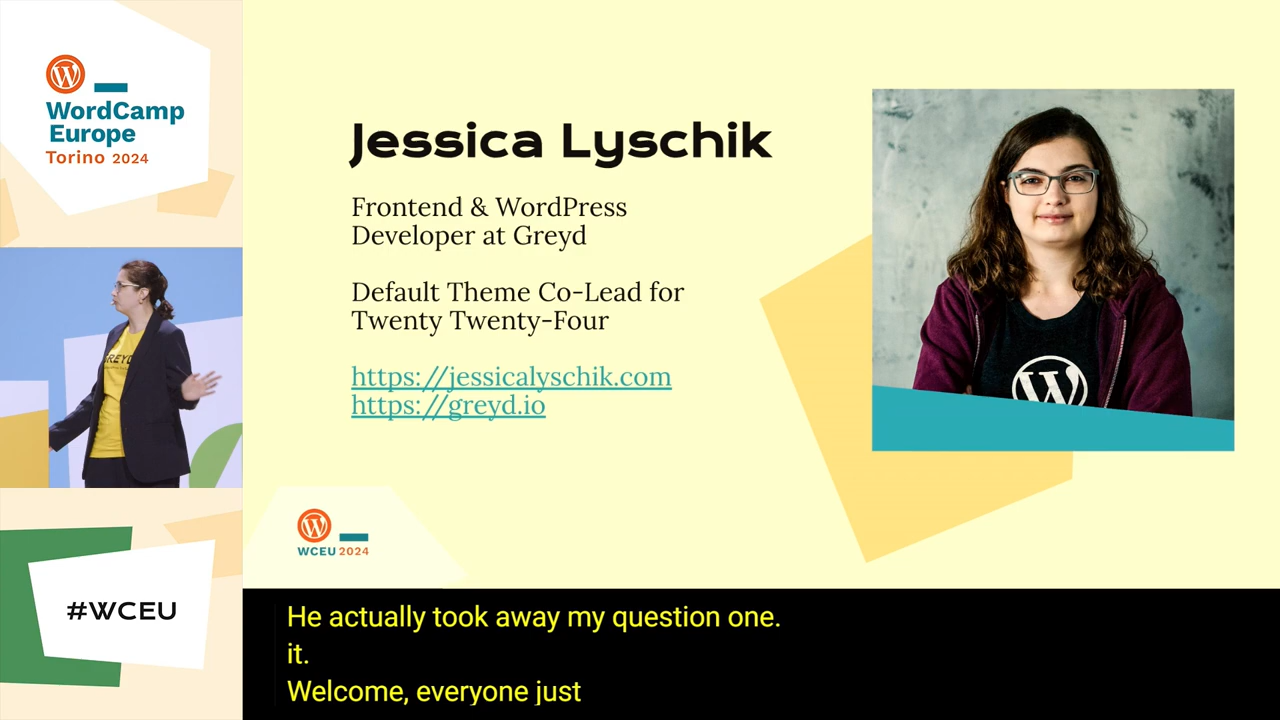 WordCamp
Europe
Torino 2024
Jessica Lyschik
Frontend & WordPress
Developer at Greyd
Default Theme Co-Lead for
Twenty Twenty-Four
https://jessicalyschik.com
https://greyd.io
GREYD
WCEU 2024
#WCEU
He actually took away my question one.
it.
Welcome, everyone just